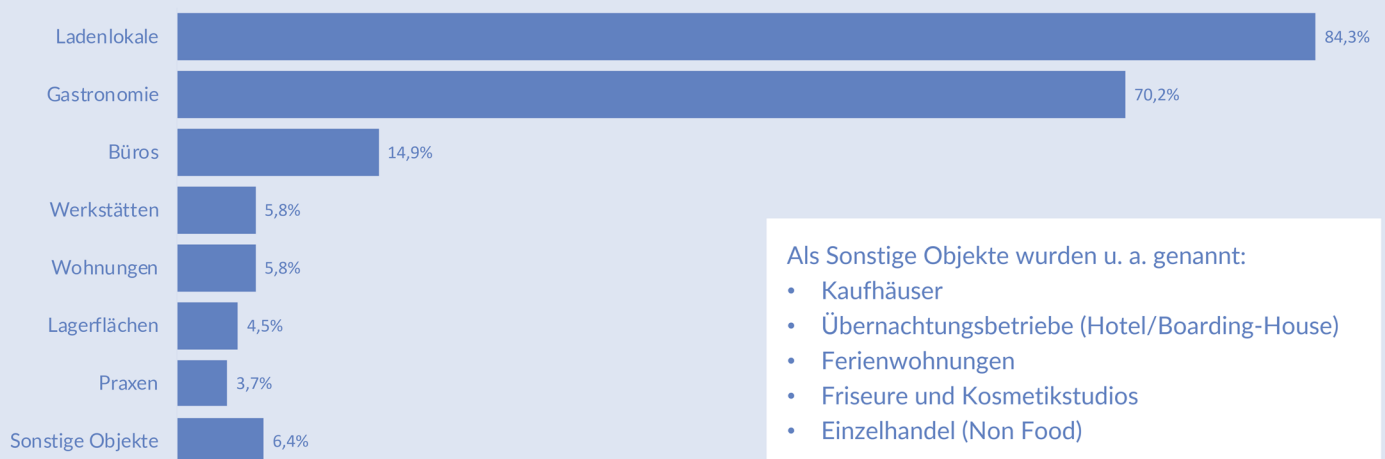 Ladenlokale 84,3%
Gastronomie 70,2%
Büros 14,9%
Werkstätten 5,8%
Wohnungen 5,8%
Lagerflächen 4,5%
Praxen 3,7%
Sonstige Objekte 6,4%
Als Sonstige Objekte wurden u. a. genannt:
• Kaufhäuser
• Übernachtungsbetriebe (Hotel/Boarding-House)
• Ferienwohnungen
• Friseure und Kosmetikstudios
• Einzelhandel (Non Food)